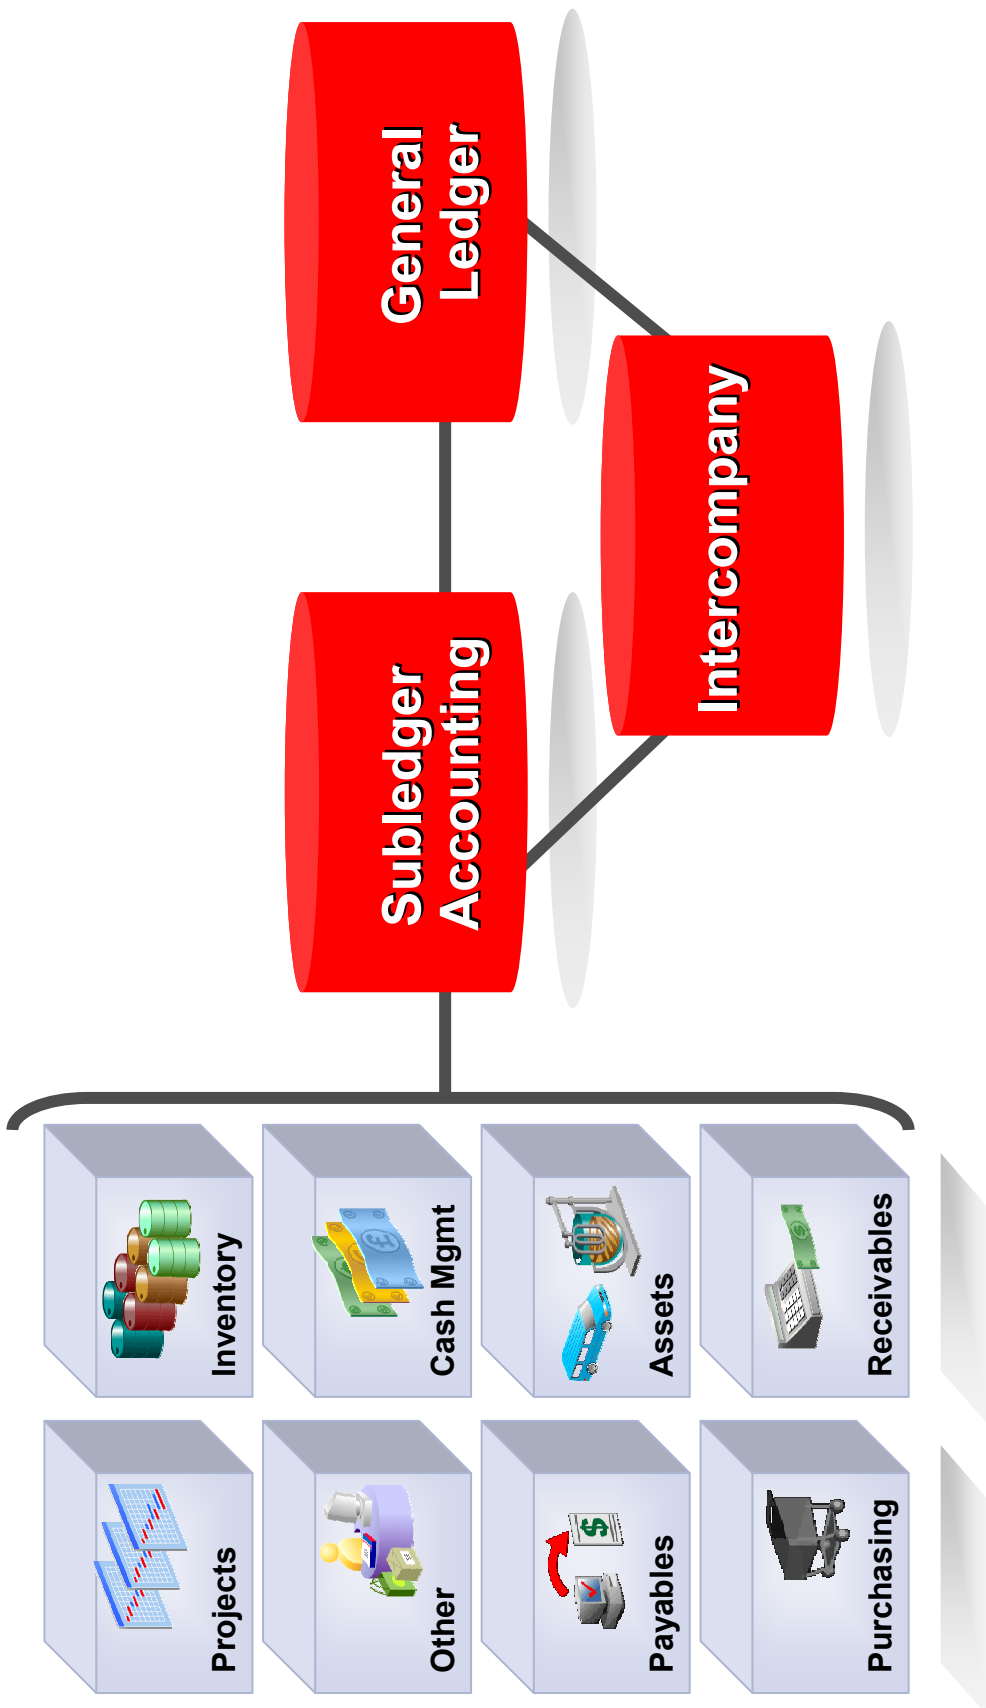 Projects
Inventory
Other
Cash Mgmt
Payables
Assets
Purchasing
Receivables
Subledger
Accounting
General
Ledger
Intercompany